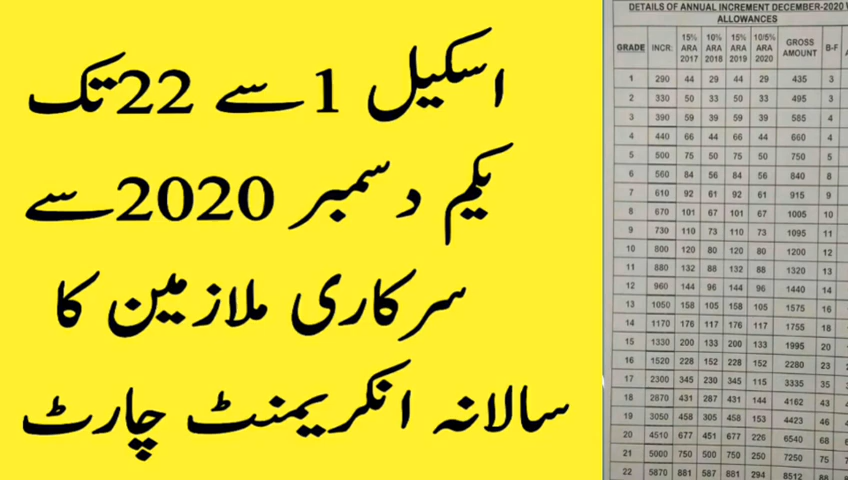 اسکیل 1 سے 22 تک
یکم دسمبر 2020 سے
سرکاری ملازمین کا
سالانہ انکریمنٹ چارٹ
DETAILS OF ANNUAL INCREMENT DECEMBER-2020
ALLOWANCES
GRADE INCR. 15% ARA 2017 10% ARA 2018 15% ARA 2019 10/5% ARA 2020 GROSS AMOUNT B-F
1 290 44 29 44 29 435 3
2 330 50 33 50 33 495 3
3 390 59 39 59 39 585 4
4 440 66 44 66 44 660 4
5 500 75 50 75 50 750 5
6 560 84 56 84 56 840 8
7 610 92 61 92 61 915 9
8 670 101 67 101 67 1005 10
9 730 110 73 110 73 1095 11
10 800 120 80 120 80 1200 12
11 880 132 88 132 88 1320 13
12 960 144 96 144 96 1440 14
13 1050 158 105 158 105 1575 16
14 1170 176 117 176 117 1755 18
15 1330 200 133 200 133 1995 20
16 1520 228 152 228 152 2280 23
17 2300 345 230 345 115 3335 35
18 2870 431 287 431 144 4162 43
19 3050 458 305 458 153 4423 46
20 4510 677 451 677 226 6540 68
21 5000 750 500 750 250 7250 75
22 5870 881 587 881 294 8512 88